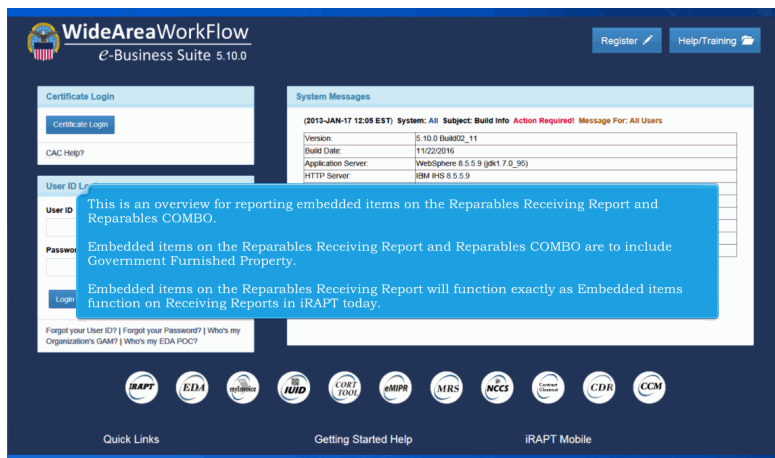 WideAreaWorkFlow
e-Business Suite 5.10.0
Register
Help/Training
Certificate Login
Certificate Login
CAC Help?
System Messages
(2013-JAN-17 12:05 EST) System: All Subject: Build Info Action Required! Message For: All Users
Version: 5.10.0 Build02_11
Build Date: 11/22/2016
Application Server: WebSphere 8.5.5.9 (jdk1.7.0_95)
HTTP Server: IBM IHS 8.5.5.9
User ID
User ID
Login
This is an overview for reporting embedded items on the Reparables Receiving Report and
Reparables COMBO.
Embedded items on the Reparables Receiving Report and Reparables COMBO are to include
Government Furnished Property.
Embedded items on the Reparables Receiving Report will function exactly as Embedded items
function on Receiving Reports in iRAPT today.
Forgot your User ID? | Forgot your Password? | Who's my
Organization's GAM? | Who's my EDA POC?
iRAPT
EDA
myInvoice
IUID
CORT
TOOL
eMIPR
MRS
NCCS
Contract
Closeout
CDR
CCM
Quick Links
Getting Started Help
iRAPT Mobile